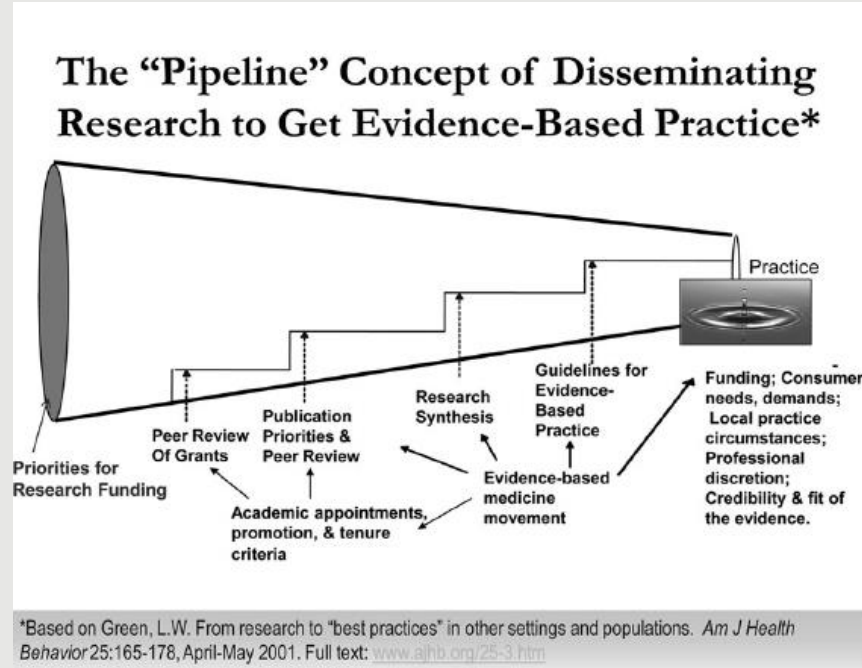 The “Pipeline” Concept of Disseminating
Research to Get Evidence-Based Practice*
Practice
Priorities for
Research Funding
Peer Review
Of Grants
Publication
Priorities &
Peer Review
Research
Synthesis
Guidelines for
Evidence-
Based
Practice
Funding; Consumer
needs, demands;
Local practice
circumstances;
Professional
discretion;
Credibility & fit of
the evidence.
Academic appointments,
promotion, & tenure
criteria
Evidence-based
medicine
movement
*Based on Green, L.W. From research to “best practices” in other settings and populations. Am J Health
Behavior 25:165-178, April-May 2001. Full text: www.ajhb.org/25-3.htm